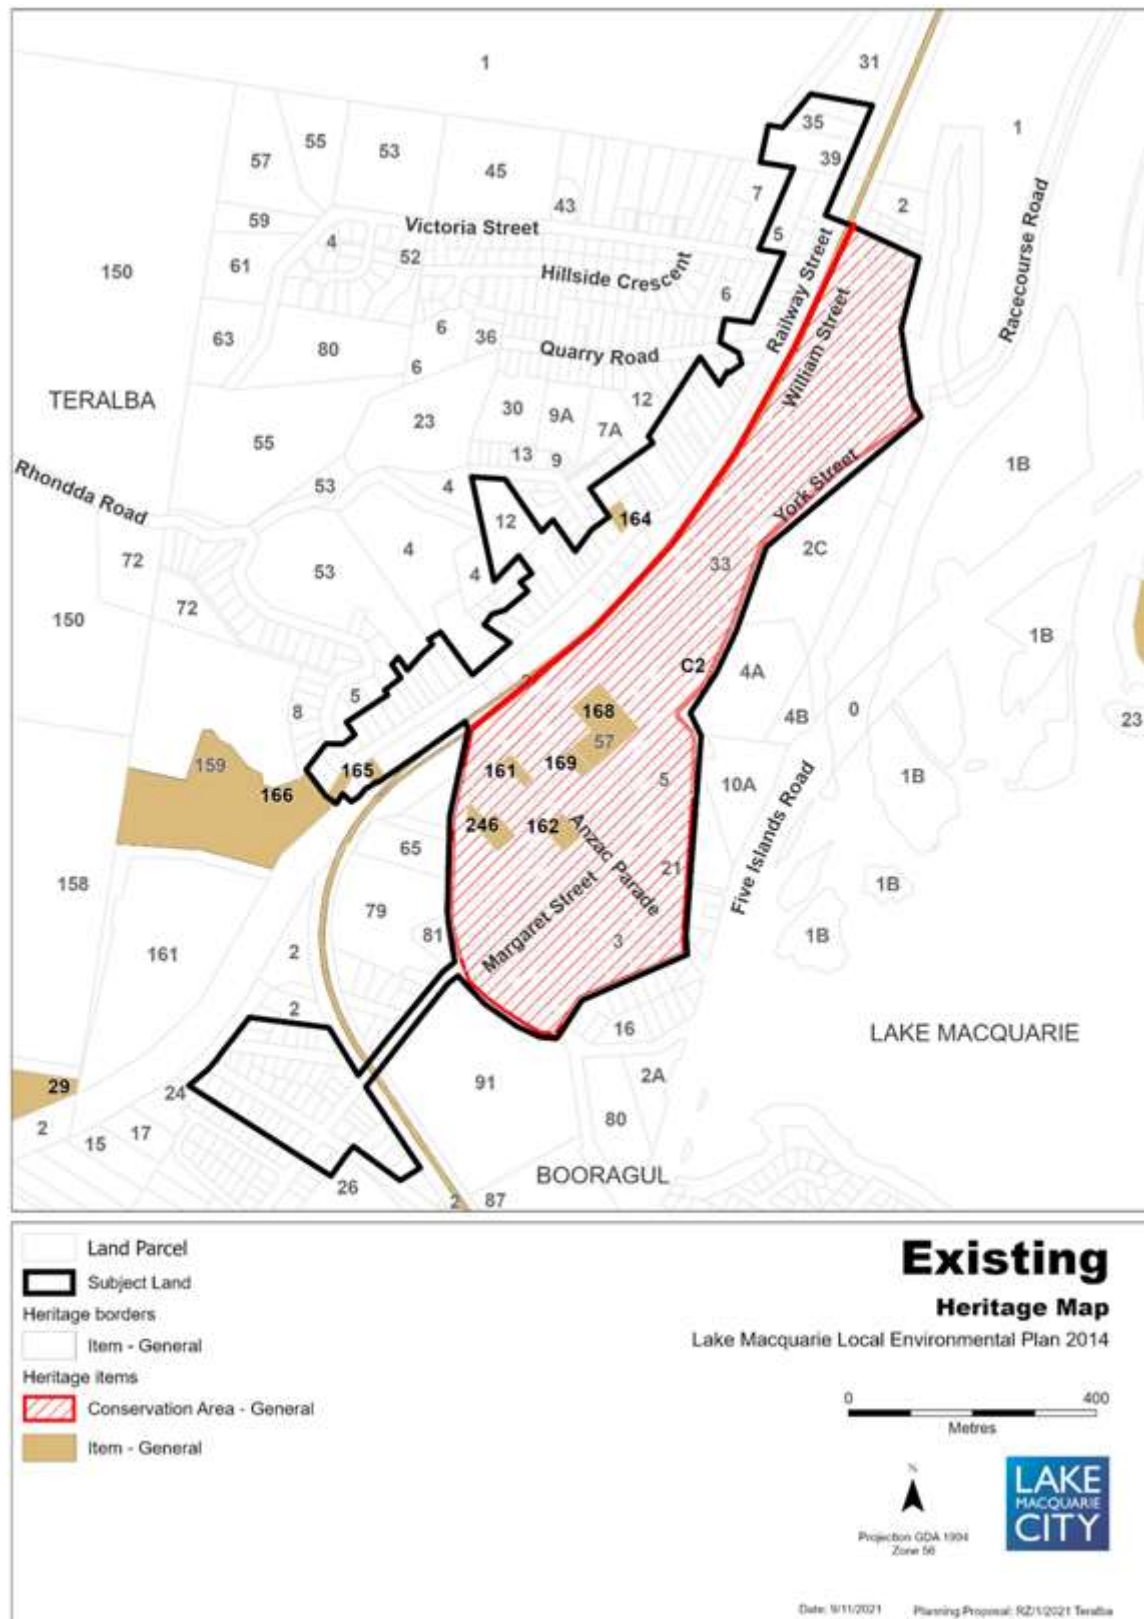 1
31
35
1
55
53
57
45
39
7
43
2
59
Victoria Street
5
4
52
Hillside Crescent
Railway Street
Racecourse Road
150
61
6
William Street
63
80
6
36
Quarry Road
6
TERALBA
12
30
9A
7A
23
55
13
9
1B
Rhondda Road
53
4
York Street
12
164
2C
4
33
72
53
4
72
150
1B
C2
4A
5
8
168
4B
0
23
57
159
165
161
169
5
1B
166
10A
246
162
Anzac Parade
65
21
Five Islands Road
158
1B
79
Margaret Street
81
3
1B
161
2
2
16
LAKE MACQUARIE
29
24
91
2A
2
15
17
80
26
BOORAGUL
2
87
Land Parcel
Subject Land
Heritage borders
Item - General
Heritage items
Conservation Area - General
Item - General
Existing
Heritage Map
Lake Macquarie Local Environmental Plan 2014
0 400
Metres
N
Projection GDA 1994
Zone 56
LAKE
MACQUARIE
CITY
Date: 9/11/2021 Planning Proposal: RZ/1/2021 Teralba